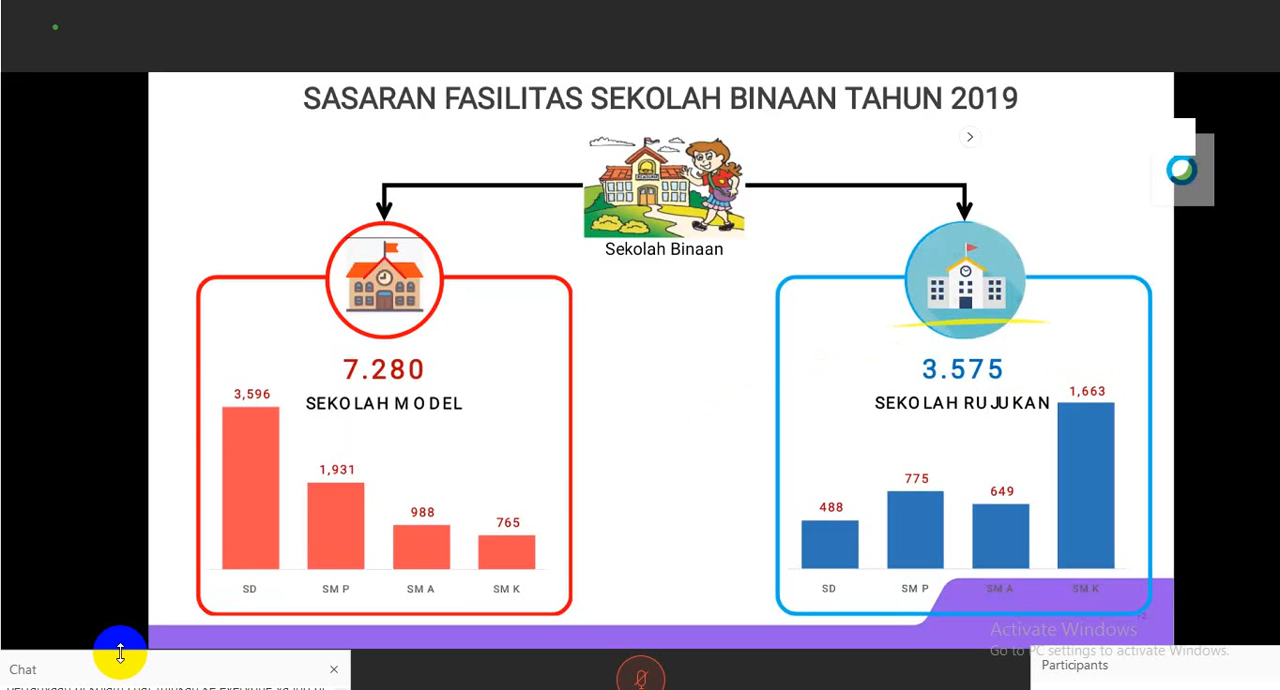 SASARAN FASILITAS SEKOLAH BINAAN TAHUN 2019
Sekolah Binaan
7.280
SEKOLAH MODEL
3,596
1,931
988
765
SD
SMP
SMA
SMK
3.575
SEKOLAH RUJUKAN
1,663
488
775
649
SD
SMP
SMA
SMK
Activate Windows
Go to PC settings to activate Windows.
Chat
Participants